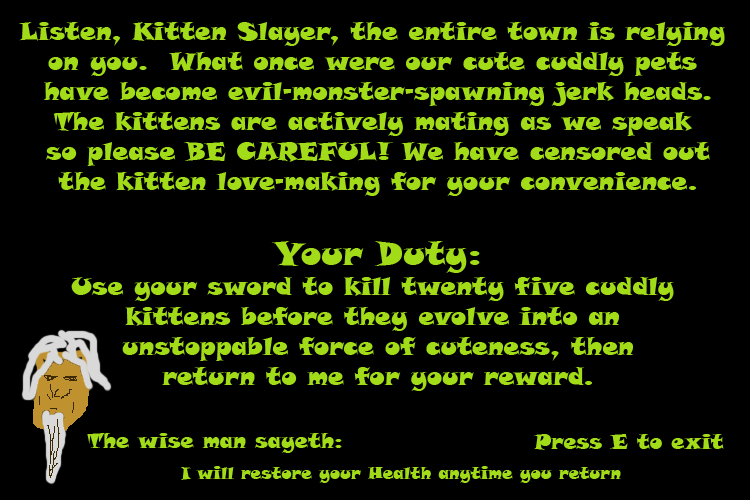 Listen, Kitten Slayer, the entire town is relying
on you. What once were our cute cuddly pets
have become evil-monster-spawning jerk heads.
The kittens are actively mating as we speak
so please BE CAREFUL! We have censored out
the kitten love-making for your convenience.
Your Duty:
Use your sword to kill twenty five cuddly
kittens before they evolve into an
unstoppable force of cuteness, then
return to me for your reward.
The wise man sayeth:
Press E to exit
I will restore your Health anytime you return